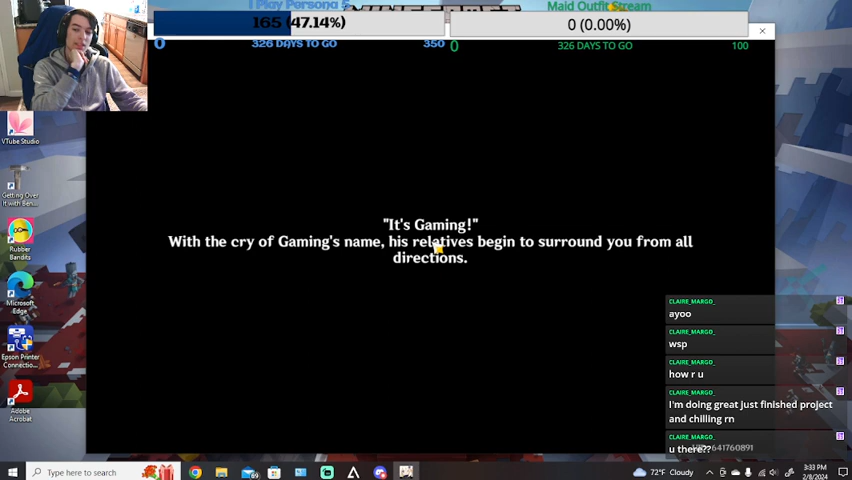 I Play Persona 5
165 (47.14%)
0
326 DAYS TO GO
350
Maid Outfit Stream
0 (0.00%)
0
326 DAYS TO GO
100
VTube Studio
Getting Over
It with Ben...
Rubber
Bandits
Microsoft
Edge
Epson Printer
Connectio...
Adobe
Acrobat
"It's Gaming!"
With the cry of Gaming's name, his relatives begin to surround you from all
directions.
CLAIRE_MARGO_
ayoo
CLAIRE_MARGO_
wsp
CLAIRE_MARGO_
how r u
CLAIRE_MARGO_
I'm doing great just finished project
and chilling rn
CLAIRE_MARGO_
u there??
641760891
Type here to search
72°F Cloudy
3:33 PM
2/8/2024